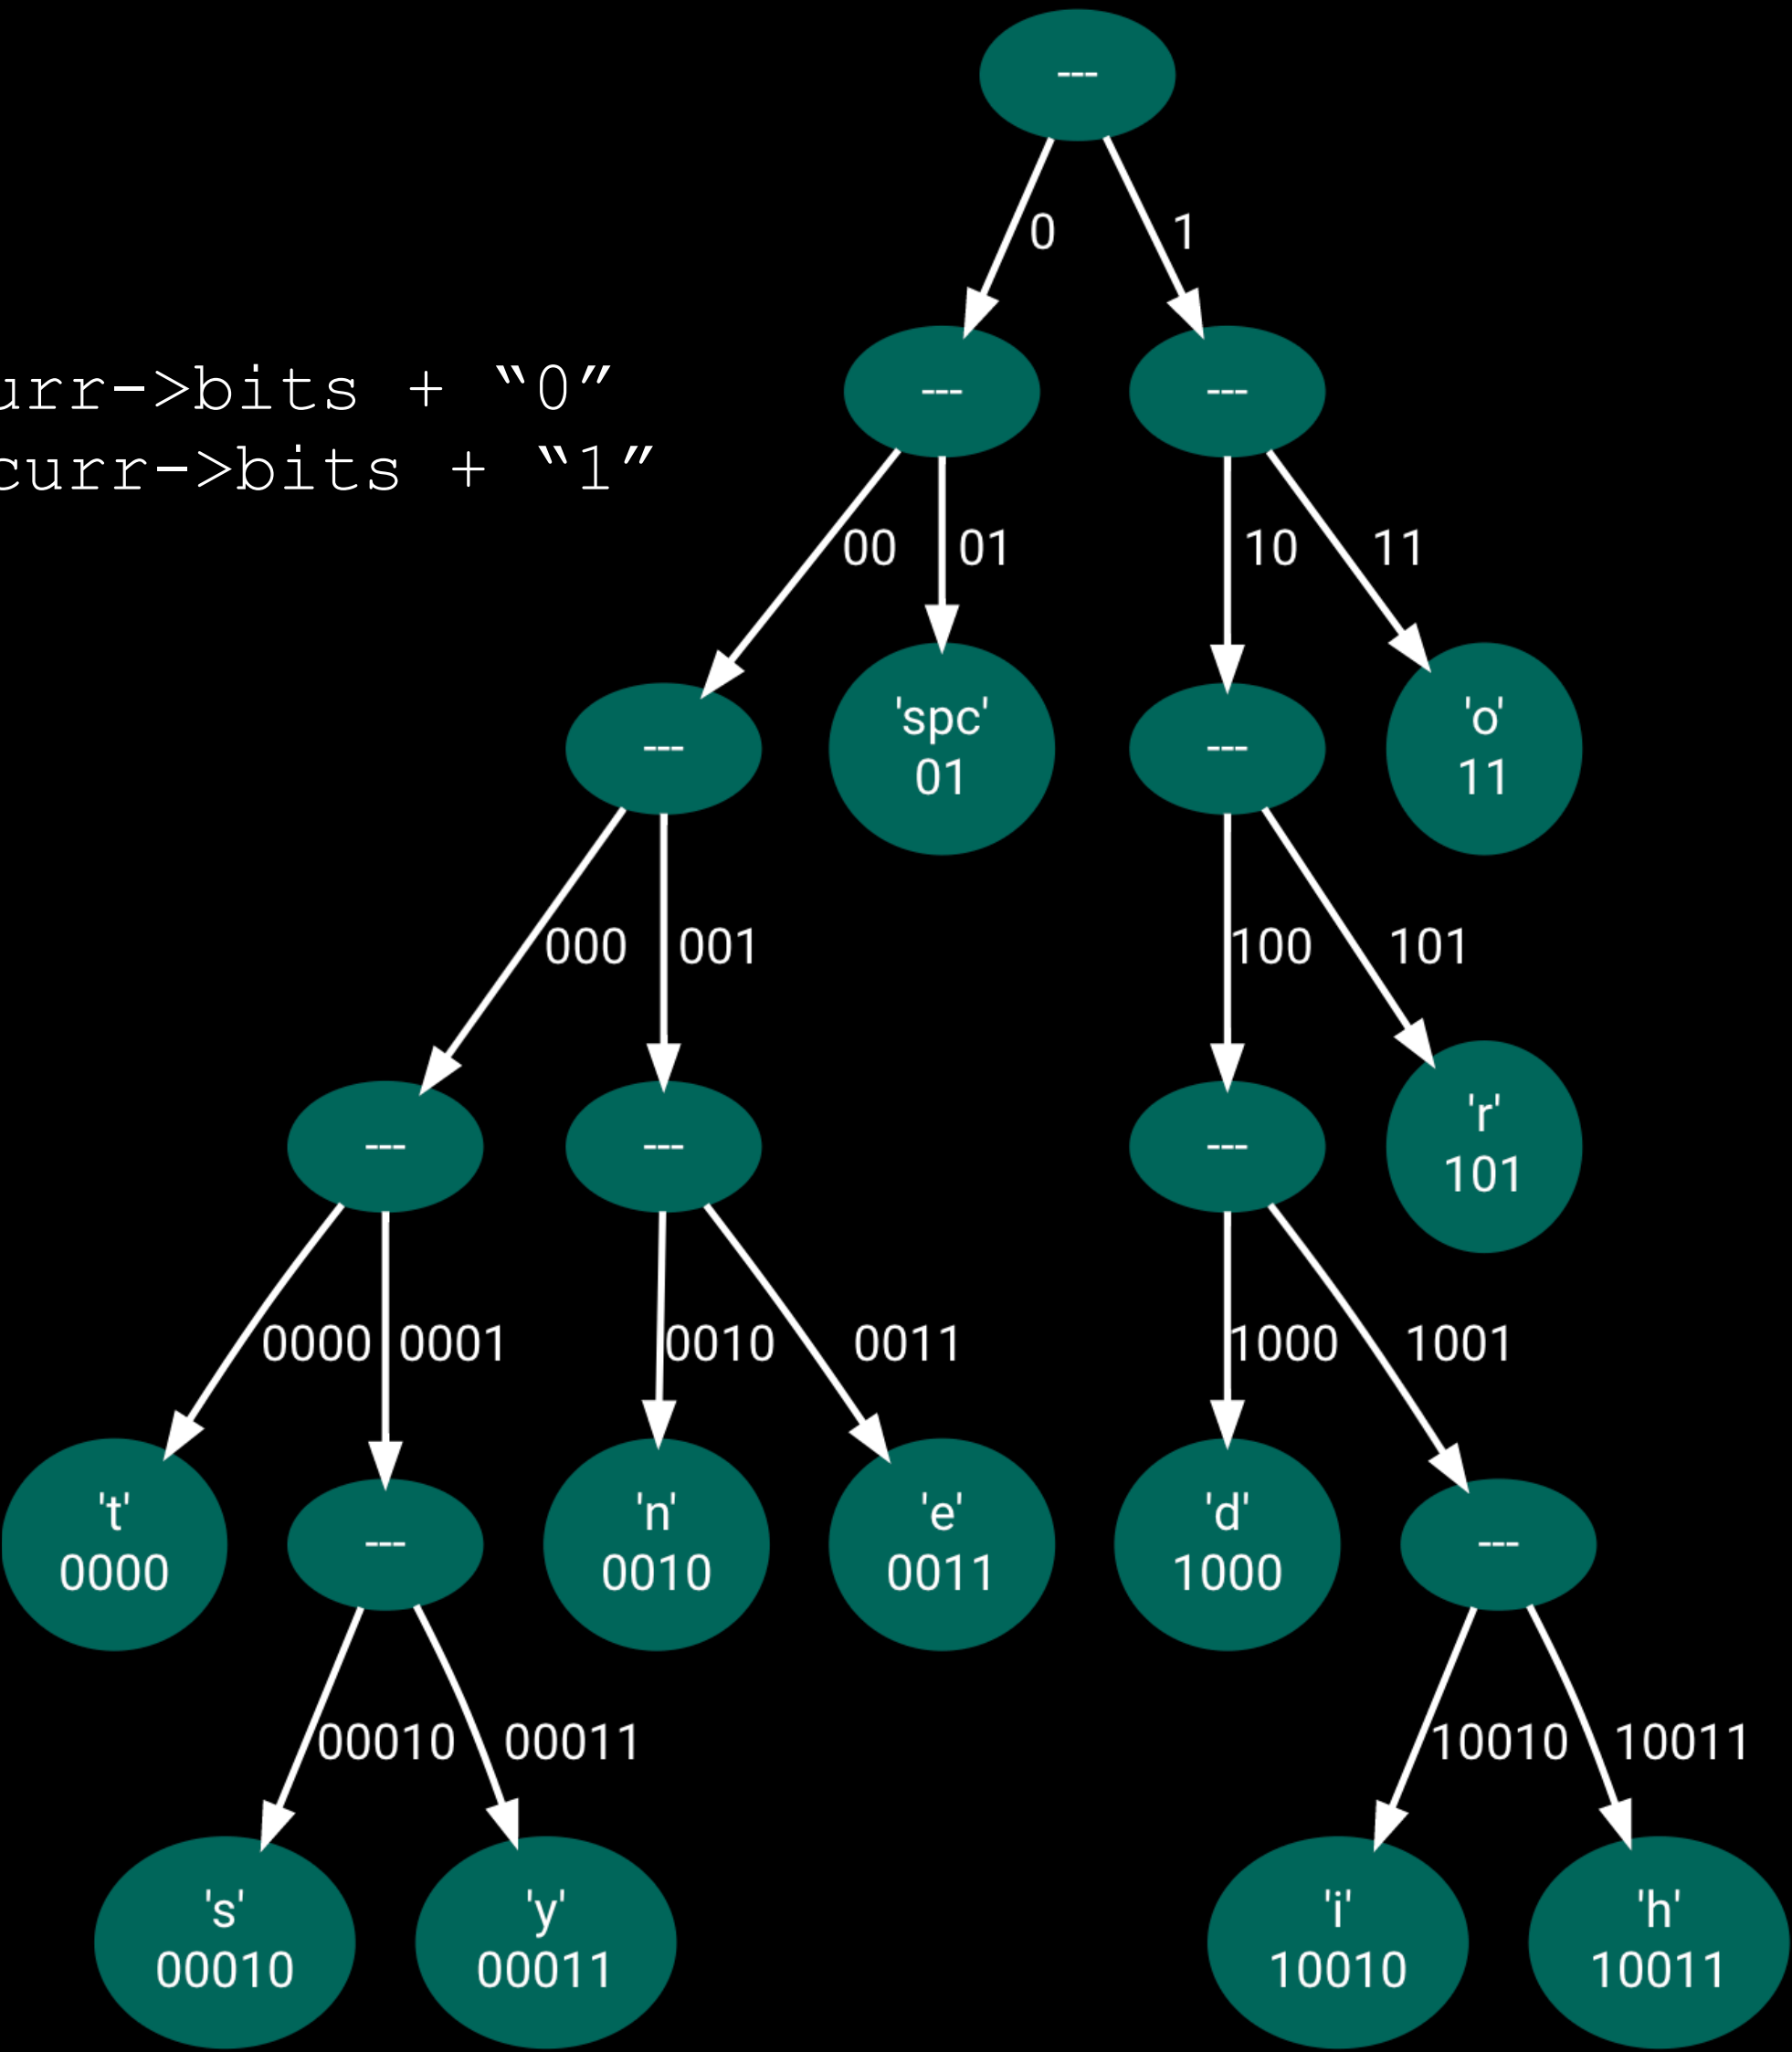 ---
0 1
urr->bits + “0”
curr->bits + “1”
--- ---
00 01 10 11
--- 'spc' --- 'o'
01 11
000 001 100 101
--- --- --- 'r'
101
0000 0001 0010 0011 1000 1001
't' --- 'n' 'e' 'd' ---
0000 0010 0011 1000
00010 00011 10010 10011
's' 'y' 'i' 'h'
00010 00011 10010 10011